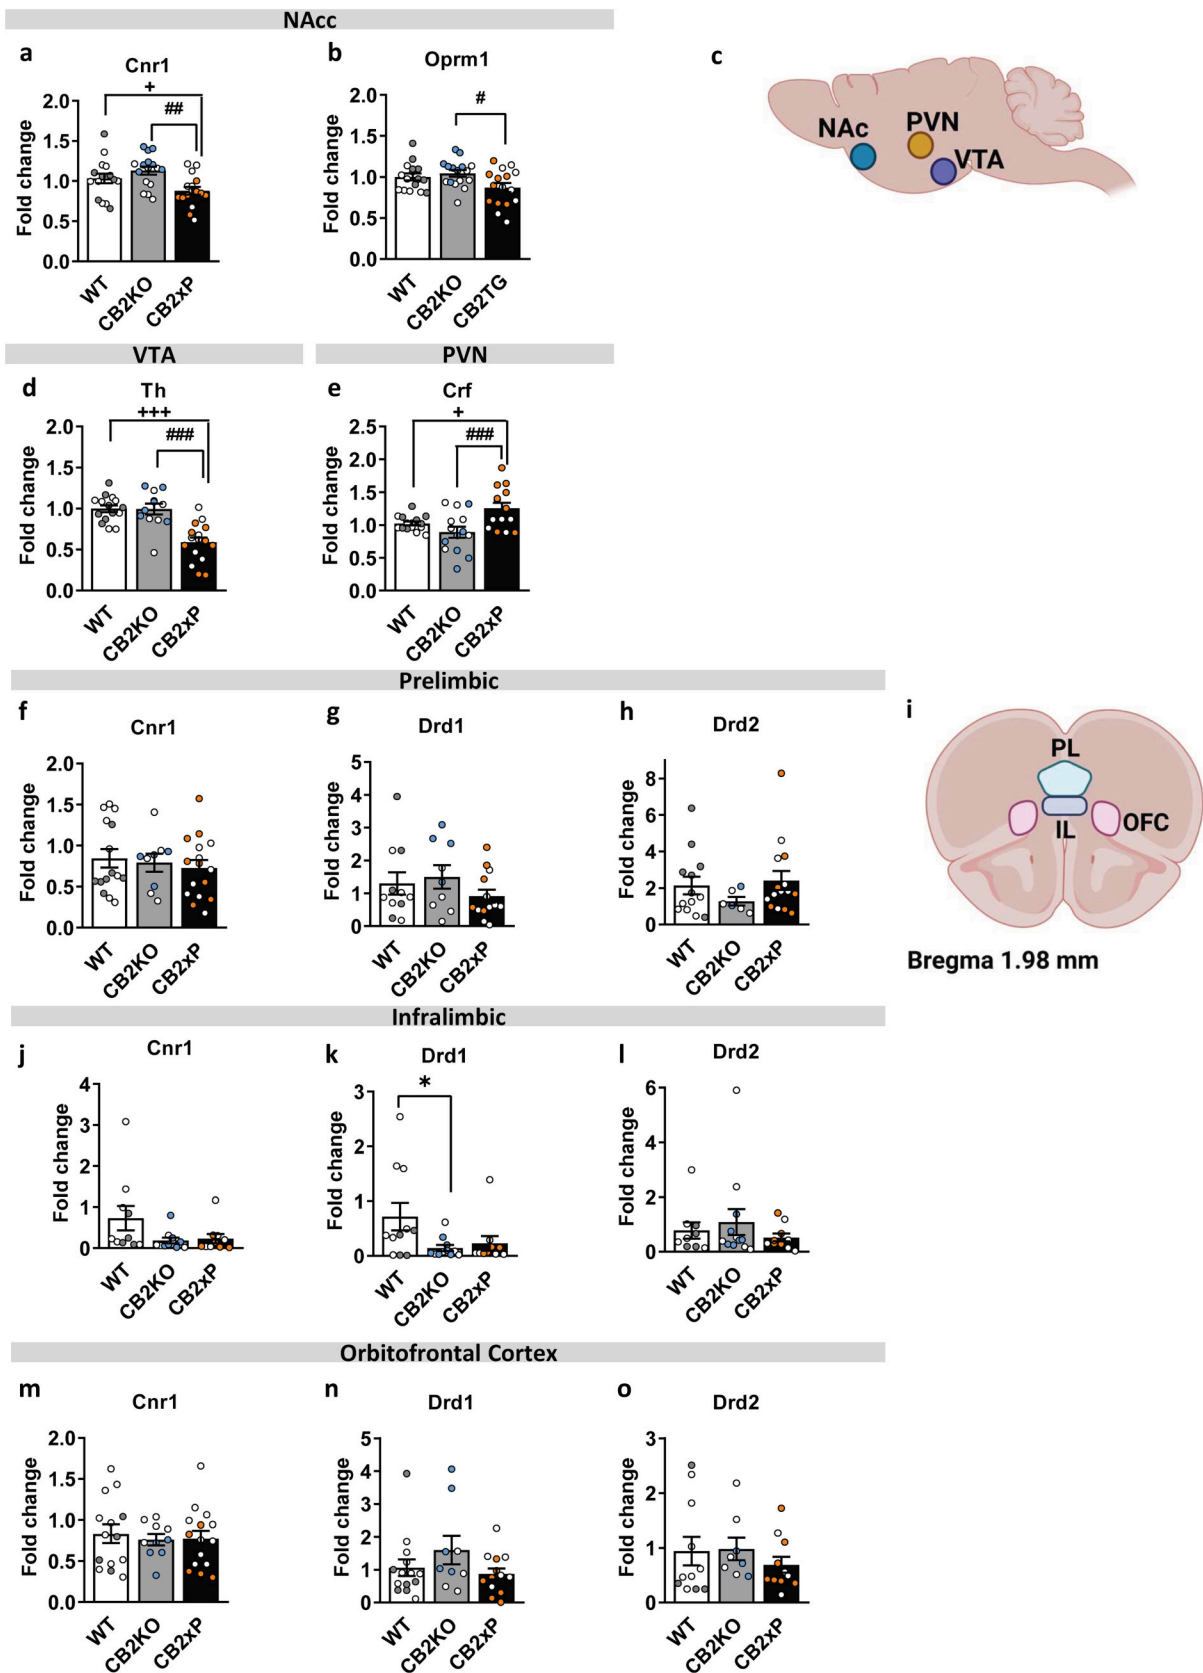 NAcc
a
Cnr1
+
##
Fold change
2.0
1.5
1.0
0.5
0.0
WT
CB2KO
CB2xP
b
Oprm1
#
Fold change
2.0
1.5
1.0
0.5
0.0
WT
CB2KO
CB2TG
c
NAc
PVN
VTA
VTA
PVN
d
Th
+++
###
Fold change
2.0
1.5
1.0
0.5
0.0
WT
CB2KO
CB2xP
e
Crf
+
###
Fold change
2.5
2.0
1.5
1.0
0.5
0.0
WT
CB2KO
CB2xP
Prelimbic
f
Cnr1
Fold change
2.0
1.5
1.0
0.5
0.0
WT
CB2KO
CB2xP
g
Drd1
Fold change
5
4
3
2
1
0
WT
CB2KO
CB2xP
h
Drd2
Fold change
8
6
4
2
0
WT
CB2KO
CB2xP
i
PL
IL
OFC
Bregma 1.98 mm
Infralimbic
j
Cnr1
Fold change
4
3
2
1
0
WT
CB2KO
CB2xP
k
Drd1
*
Fold change
3
2
1
0
WT
CB2KO
CB2xP
l
Drd2
Fold change
6
4
2
0
WT
CB2KO
CB2xP
Orbitofrontal Cortex
m
Cnr1
Fold change
2.0
1.5
1.0
0.5
0.0
WT
CB2KO
CB2xP
n
Drd1
Fold change
5
4
3
2
1
0
WT
CB2KO
CB2xP
o
Drd2
Fold change
3
2
1
0
WT
CB2KO
CB2xP